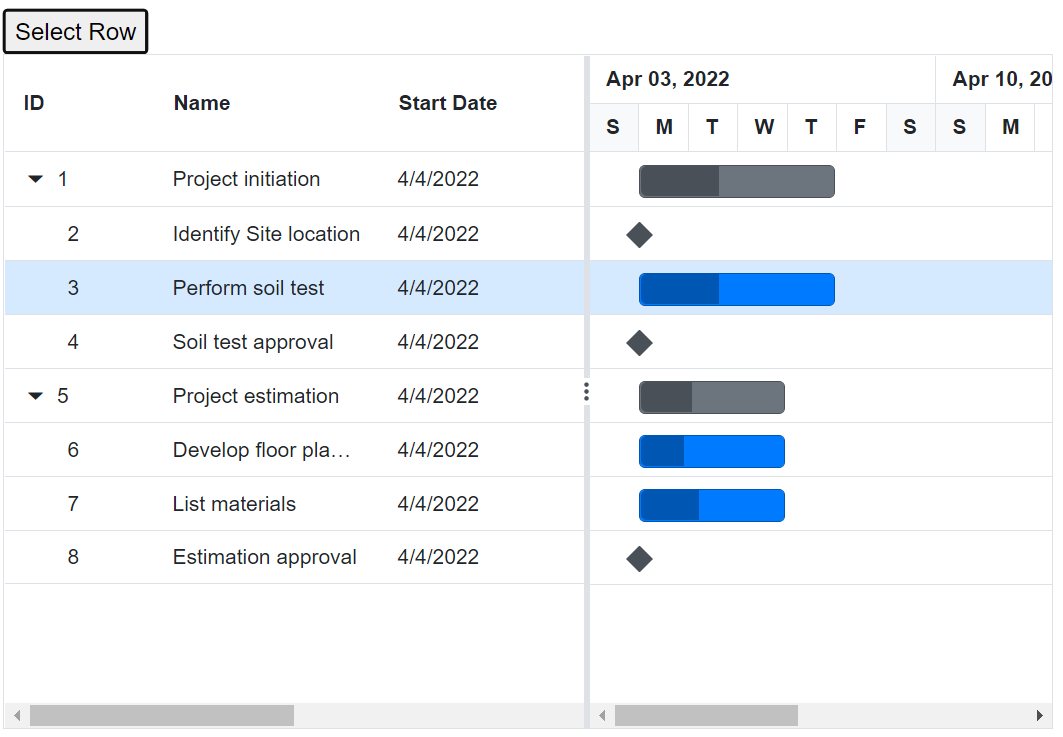 Select Row
ID Name Start Date
Apr 03, 2022 Apr 10, 20
S M T W T F S S M
1 Project initiation 4/4/2022
2 Identify Site location 4/4/2022
3 Perform soil test 4/4/2022
4 Soil test approval 4/4/2022
5 Project estimation 4/4/2022
6 Develop floor pla… 4/4/2022
7 List materials 4/4/2022
8 Estimation approval 4/4/2022